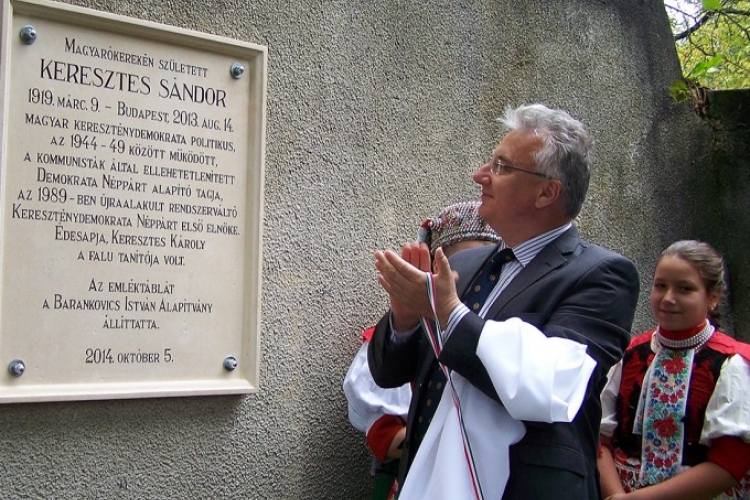 MAGYARÓKEREKÉN SZÜLETETT
KERESZTES SÁNDOR
1919. MÁRC. 9. – BUDAPEST, 2013. AUG. 14.
MAGYAR KERESZTÉNYDEMOKRATA POLITIKUS,
AZ 1944-49 KÖZÖTT MŰKÖDÖTT,
A KOMMUNISTÁK ÁLTAL ELLEHETETLENÍTETT
DEMOKRATA NÉPPÁRT ALAPÍTÓ TAGJA,
AZ 1989-BEN ÚJRAALAKULT RENDSZERVÁLTÓ
KERESZTÉNYDEMOKRATA NÉPPÁRT ELSŐ ELNÖKE.
ÉDESAPJA, KERESZTES KÁROLY
A FALU TANÍTÓJA VOLT.
AZ EMLÉKTÁBLÁT
A BARANKOVICS ISTVÁN ALAPÍTVÁNY
ÁLLÍTTATTA.
2014. OKTÓBER 5.